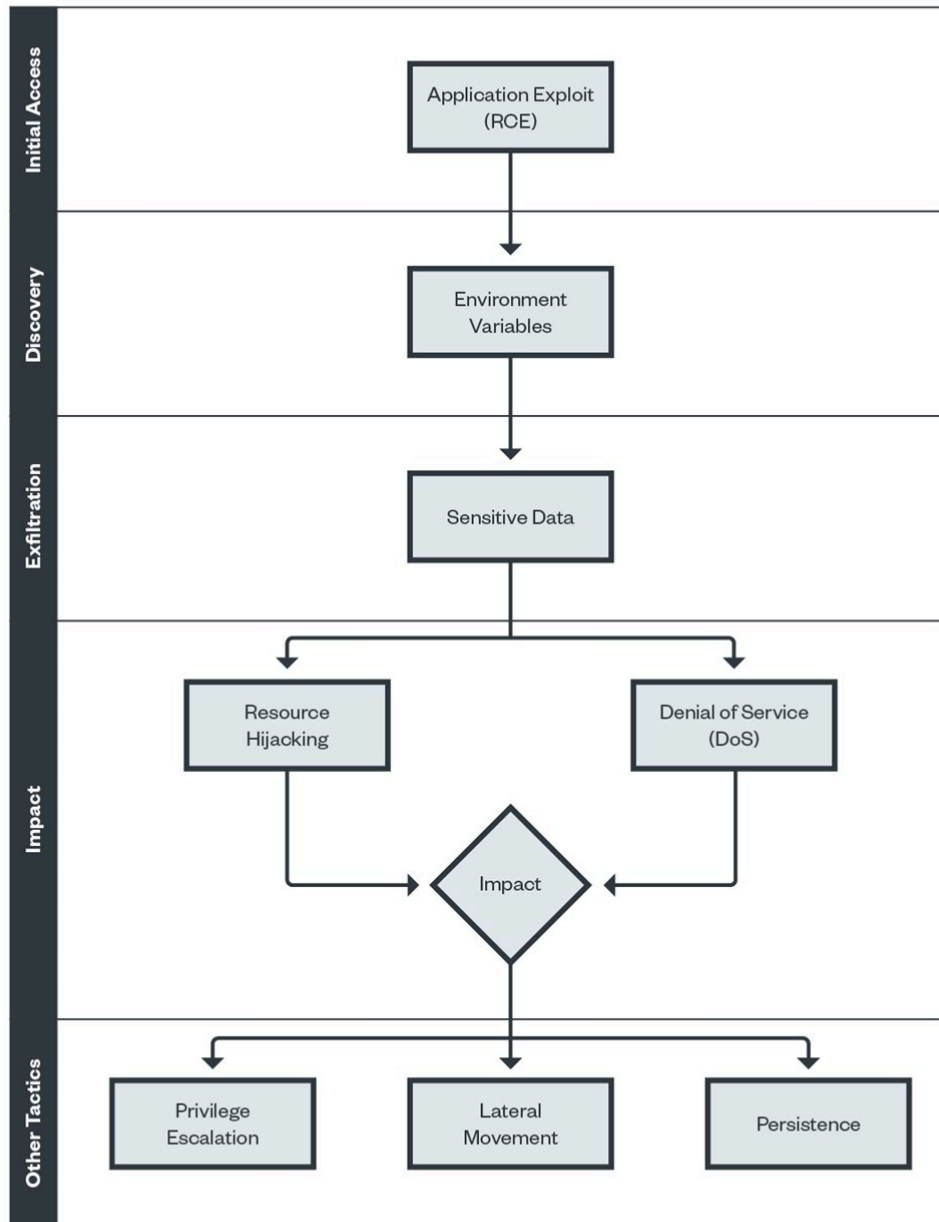 Initial Access
Application Exploit
(RCE)
Discovery
Environment
Variables
Exfiltration
Sensitive Data
Impact
Resource
Hijacking
Denial of Service
(DoS)
Impact
Other Tactics
Privilege
Escalation
Lateral
Movement
Persistence